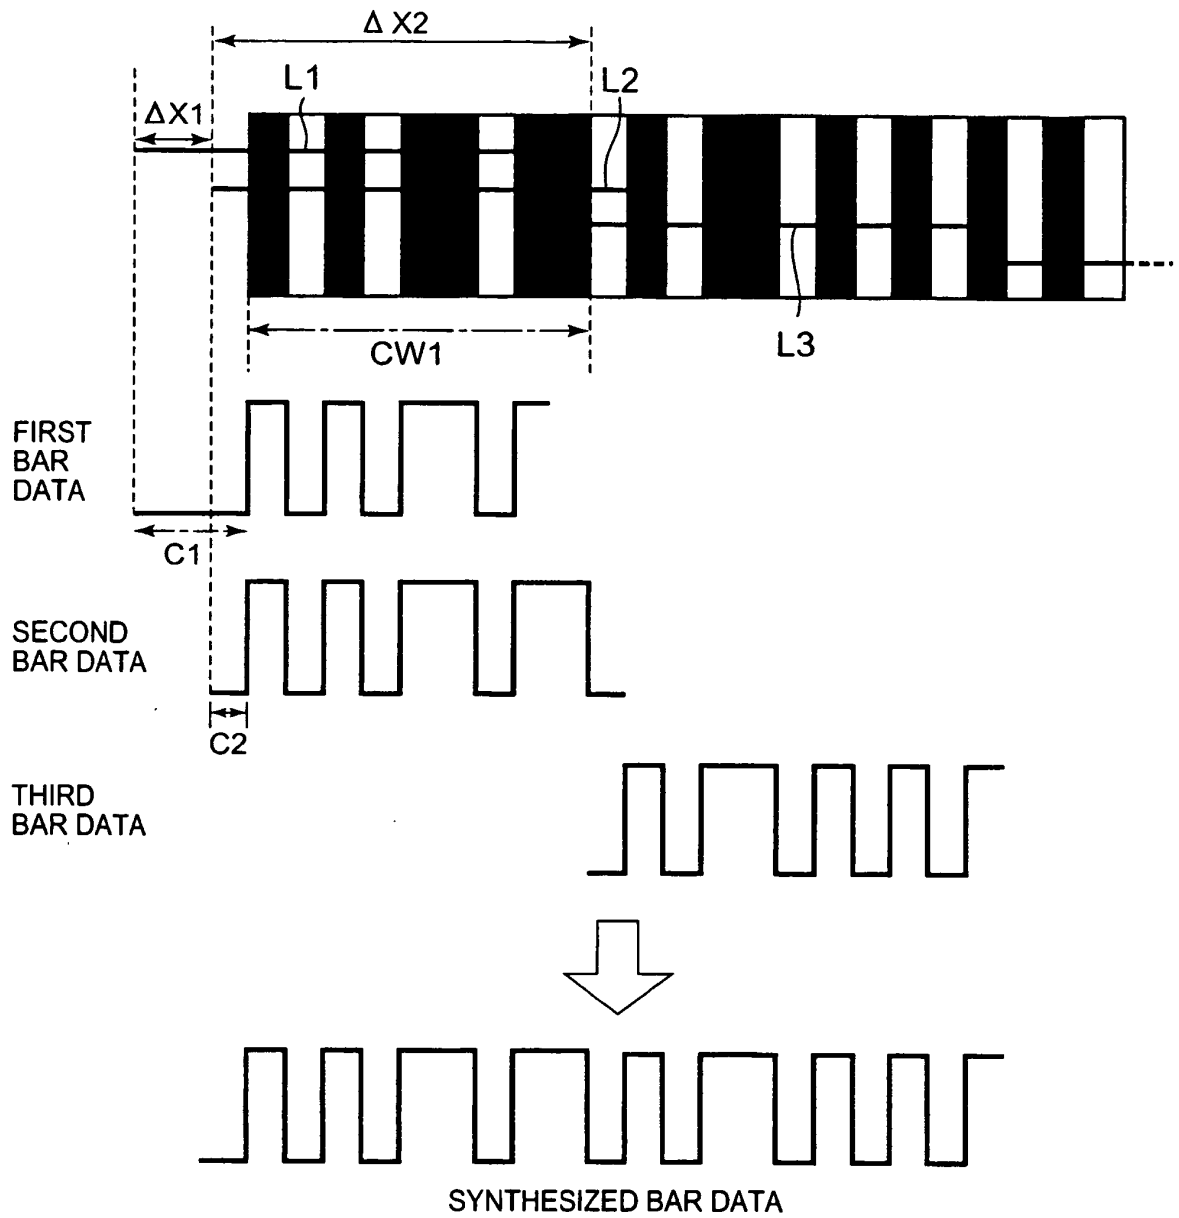 Δ X2
L1
L2
ΔX1
L3
CW1
FIRST
BAR
DATA
C1
SECOND
BAR DATA
C2
THIRD
BAR DATA
SYNTHESIZED BAR DATA